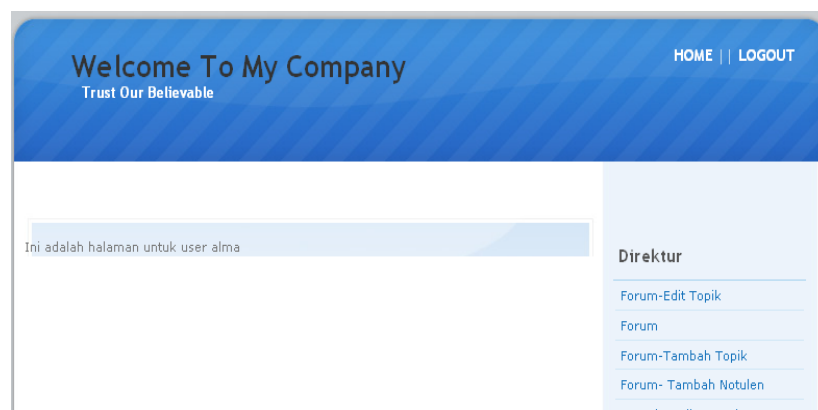 Welcome To My Company
Trust Our Believable
HOME || LOGOUT
Ini adalah halaman untuk user alma
Direktur
Forum-Edit Topik
Forum
Forum-Tambah Topik
Forum- Tambah Notulen